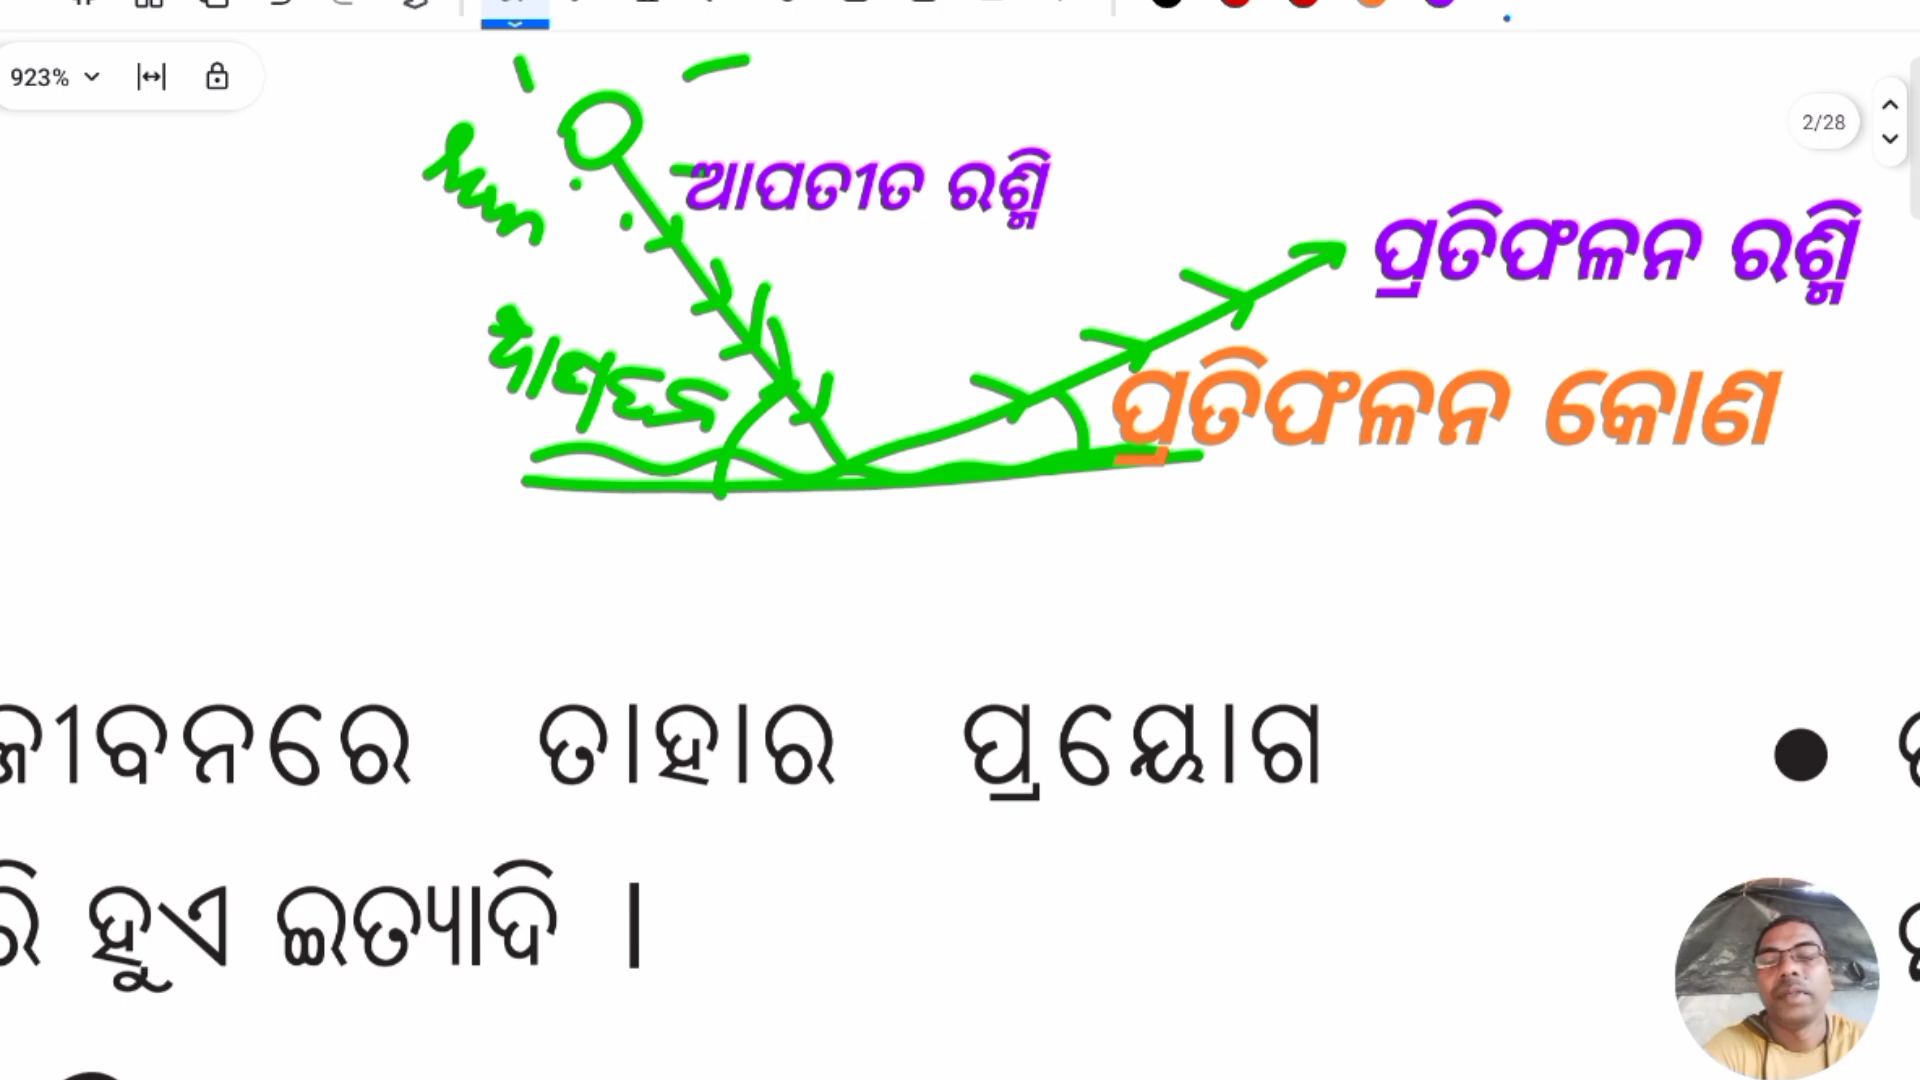 923%
2/28
ଆପତୀତ ରଶ୍ମି
ପ୍ରତିଫଳନ ରଶ୍ମି
ପ୍ରତିଫଳନ କୋଣ
ଜୀବନରେ ତାହାର ପ୍ରୟୋଗ
ରି ହୁଏ ଇତ୍ୟାଦି |